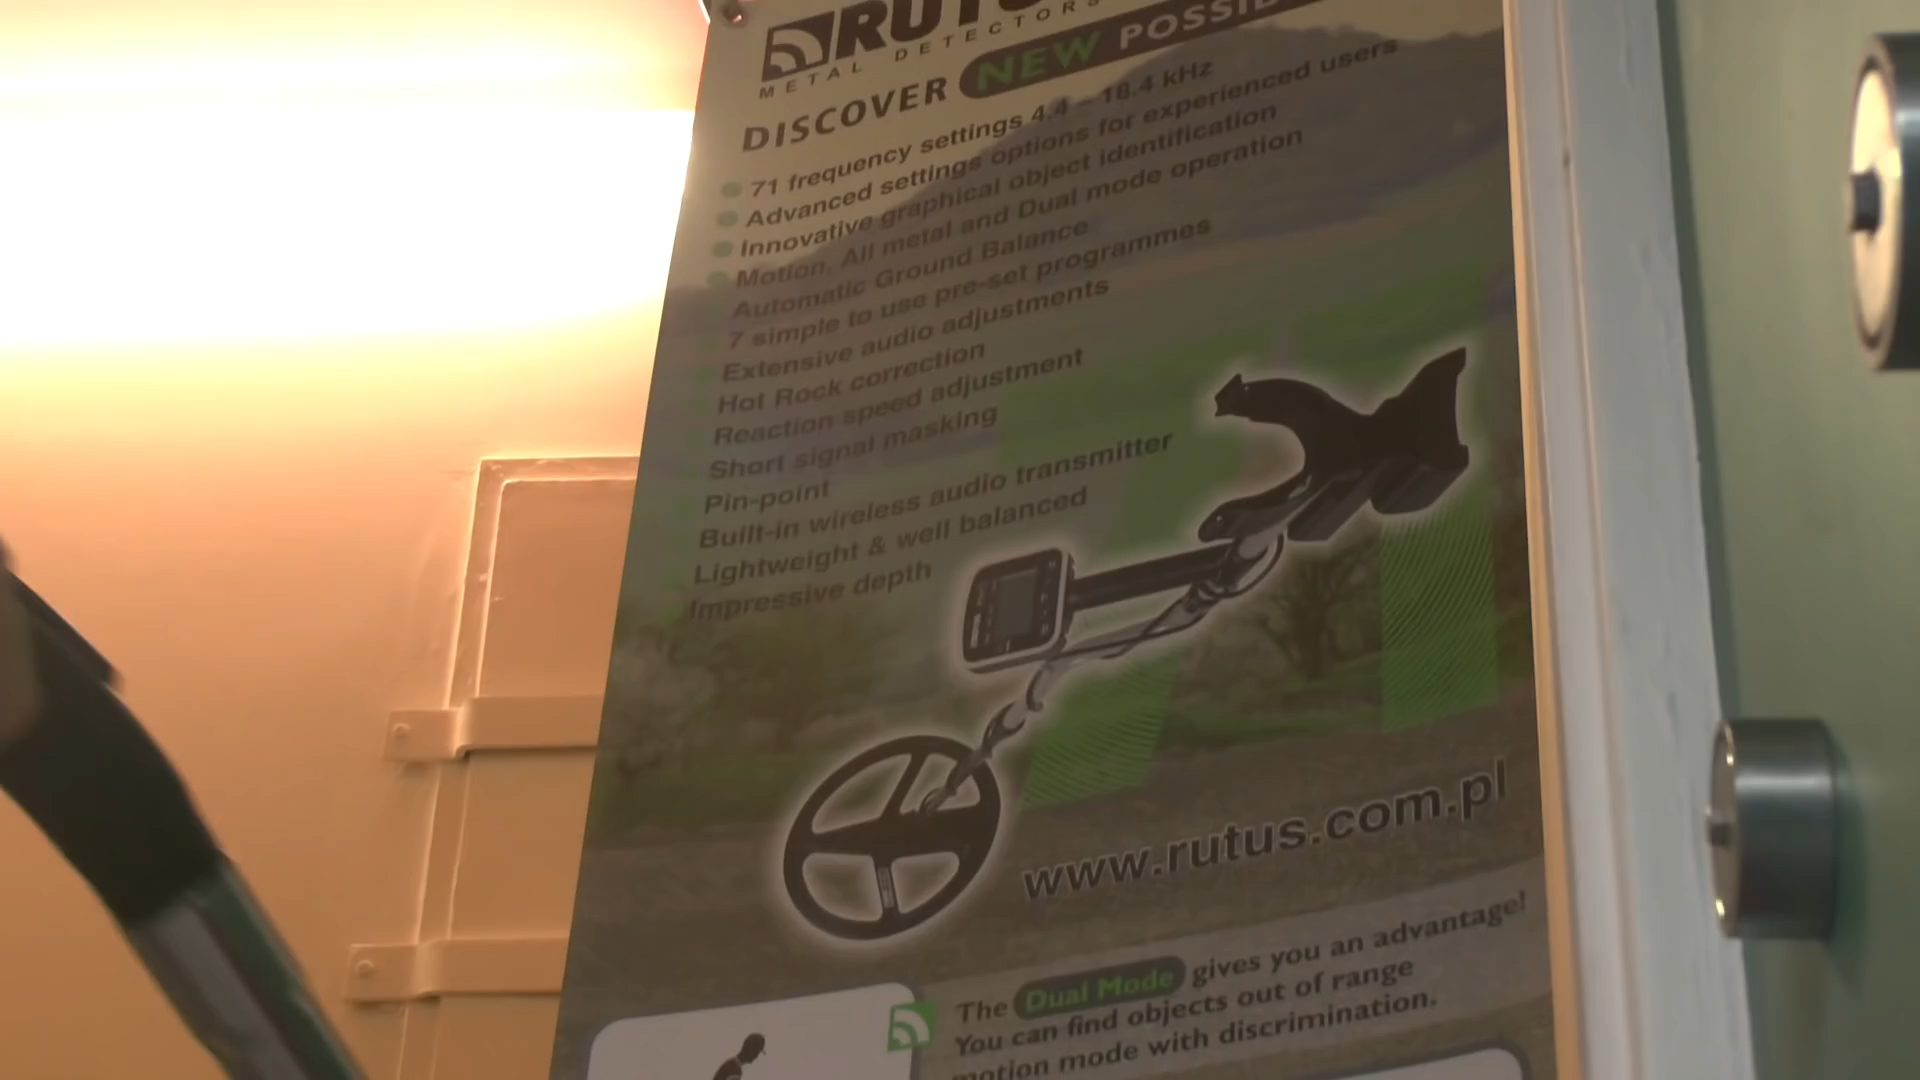 RUTUS
METAL DETECTORS
DISCOVER NEW
71 frequency settings 4.4 - 18.4 kHz
Advanced settings options for experienced users
Innovative graphical object identification
Motion, All metal and Dual mode operation
Automatic Ground Balance
7 simple to use pre-set programmes
Extensive audio adjustments
Hot Rock correction
Reaction speed adjustment
Short signal masking
Pin-point
Built-in wireless audio transmitter
Lightweight & well balanced
Impressive depth
www.rutus.com.pl
The Dual Mode gives you an advantage!
You can find objects out of range
motion mode with discrimination.